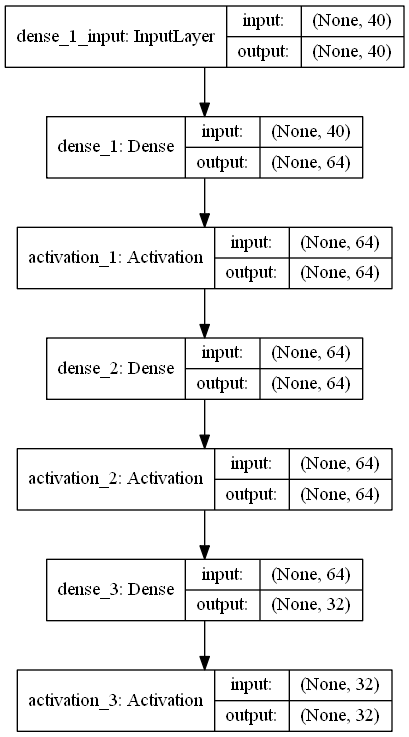 dense_1_input: InputLayer
input: (None, 40)
output: (None, 40)
dense_1: Dense
input: (None, 40)
output: (None, 64)
activation_1: Activation
input: (None, 64)
output: (None, 64)
dense_2: Dense
input: (None, 64)
output: (None, 64)
activation_2: Activation
input: (None, 64)
output: (None, 64)
dense_3: Dense
input: (None, 64)
output: (None, 32)
activation_3: Activation
input: (None, 32)
output: (None, 32)